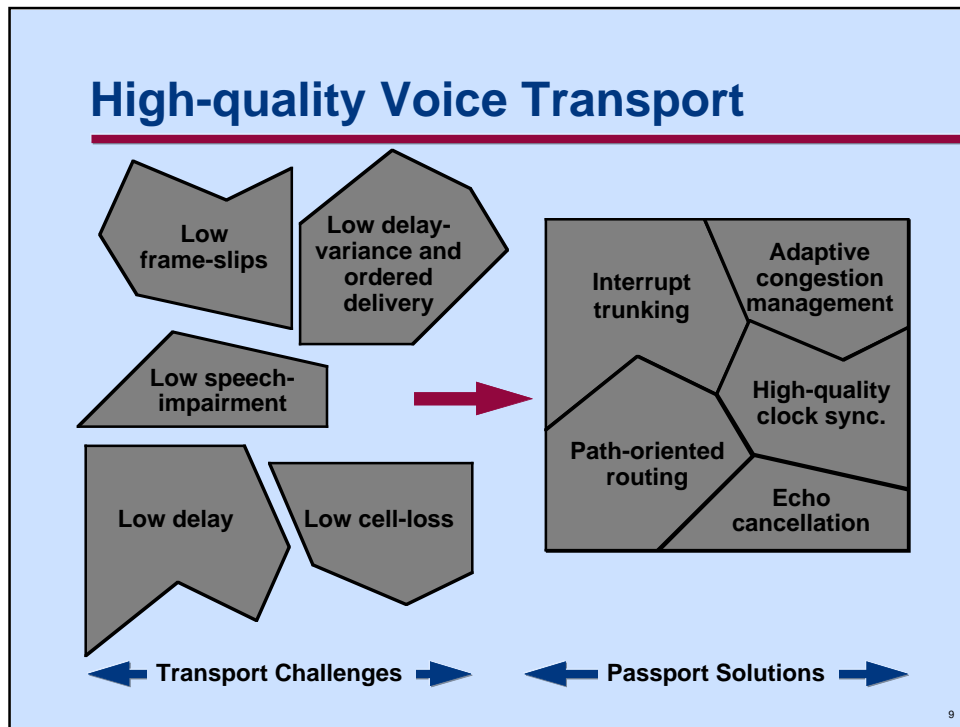 High-quality Voice Transport
Low
frame-slips
Low delay-
variance and
ordered
delivery
Low speech-
impairment
Low delay
Low cell-loss
Interrupt
trunking
Adaptive
congestion
management
High-quality
clock sync.
Path-oriented
routing
Echo
cancellation
Transport Challenges
Passport Solutions
9